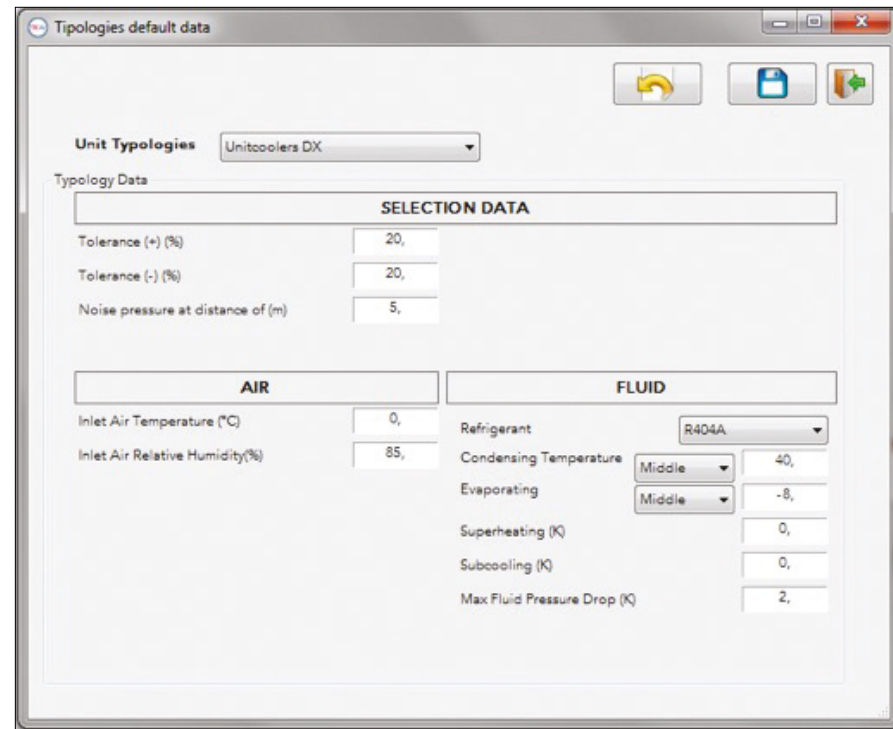 Tipologies default data
Unit Typologies Unitcoolers DX
Typology Data
SELECTION DATA
Tolerance (+) (%) 20,
Tolerance (-) (%) 20,
Noise pressure at distance of (m) 5,
AIR
Inlet Air Temperature (°C) 0,
Inlet Air Relative Humidity(%) 85,
FLUID
Refrigerant R404A
Condensing Temperature Middle 40,
Evaporating Middle -8,
Superheating (K) 0,
Subcooling (K) 0,
Max Fluid Pressure Drop (K) 2,